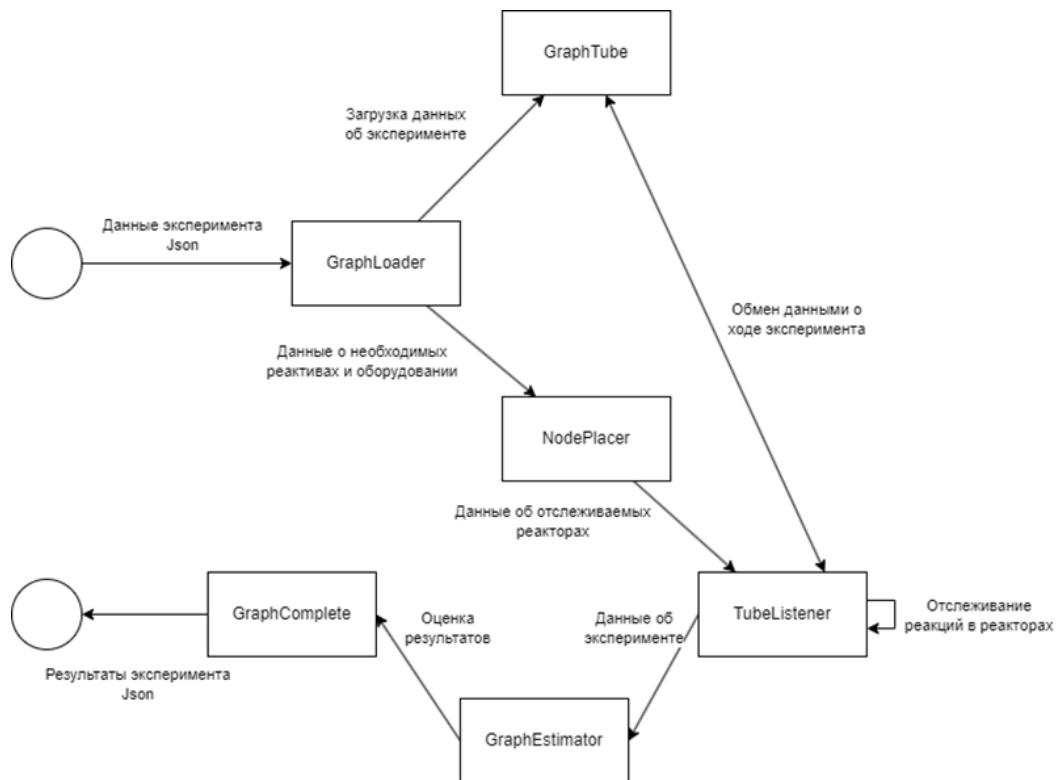 GraphTube
Загрузка данных
об эксперименте
Данные эксперимента
Json
GraphLoader
Обмен данными о
ходе эксперимента
Данные о необходимых
реактивах и оборудовании
NodePlacer
Данные об отслеживаемых
реакторах
TubeListener
Отслеживание
реакций в реакторах
Данные об
эксперименте
Оценка
результатов
GraphComplete
Результаты эксперимента
Json
GraphEstimator